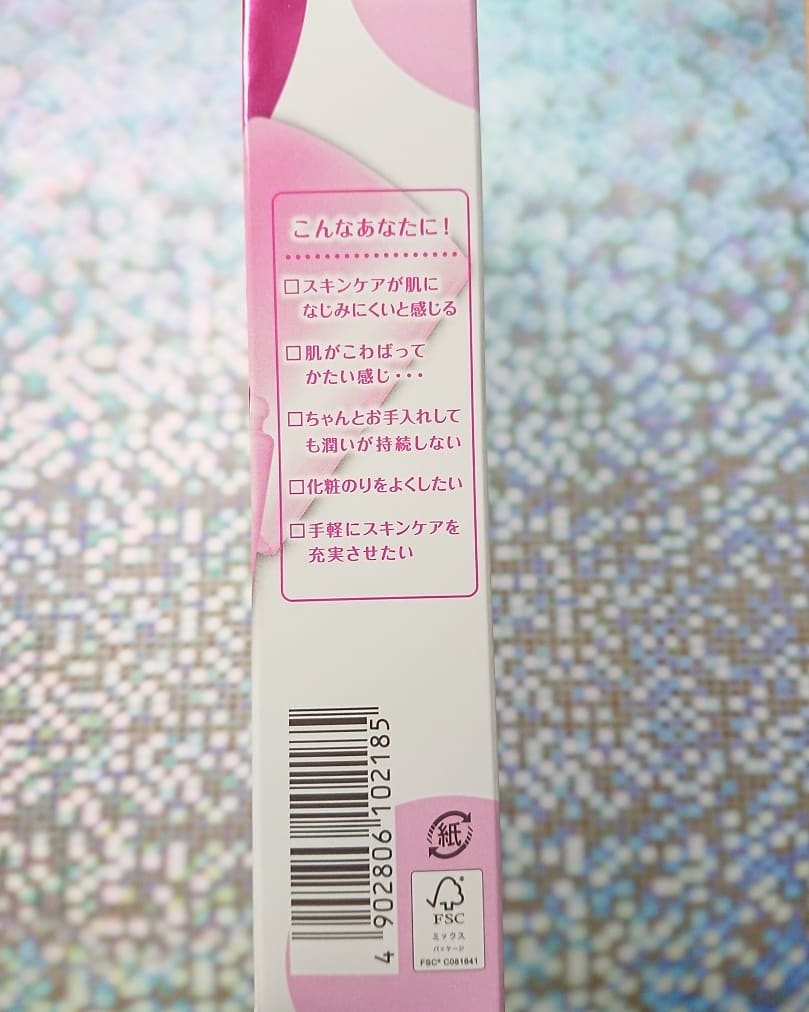 こんなあなたに!
□スキンケアが肌に
なじみにくいと感じる
□肌がこわばって
かたい感じ・・・
□ちゃんとお手入れして
も潤いが持続しない
□化粧のりをよくしたい
□手軽にスキンケアを
充実させたい
4 902806 102185
紙
FSC
ミックス
パッケージ
FSC® C081641